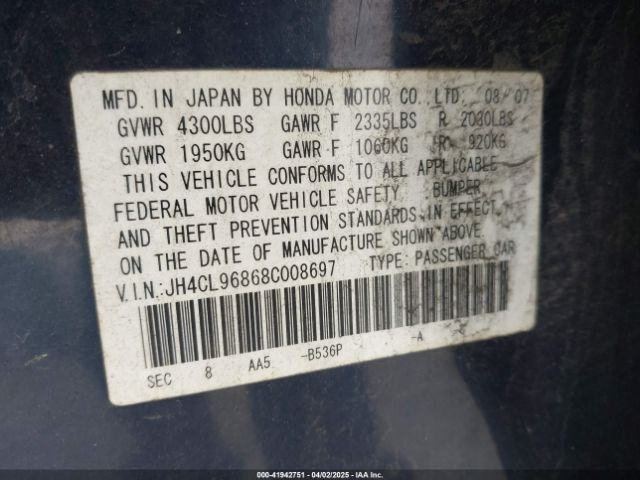 MFD. IN JAPAN BY HONDA MOTOR CO., LTD. 08/07
GVWR 4300LBS GAWR F 2335LBS R 2030LBS
GVWR 1950KG GAWR F 1060KG R 920KG
THIS VEHICLE CONFORMS TO ALL APPLICABLE
FEDERAL MOTOR VEHICLE SAFETY, BUMPER,
AND THEFT PREVENTION STANDARDS IN EFFECT
ON THE DATE OF MANUFACTURE SHOWN ABOVE.
V.I.N.:JH4CL96868C008697 TYPE: PASSENGER CAR
SEC 8 AA5 -B536P -A
000-41942751 - 04/02/2025 - IAA Inc.